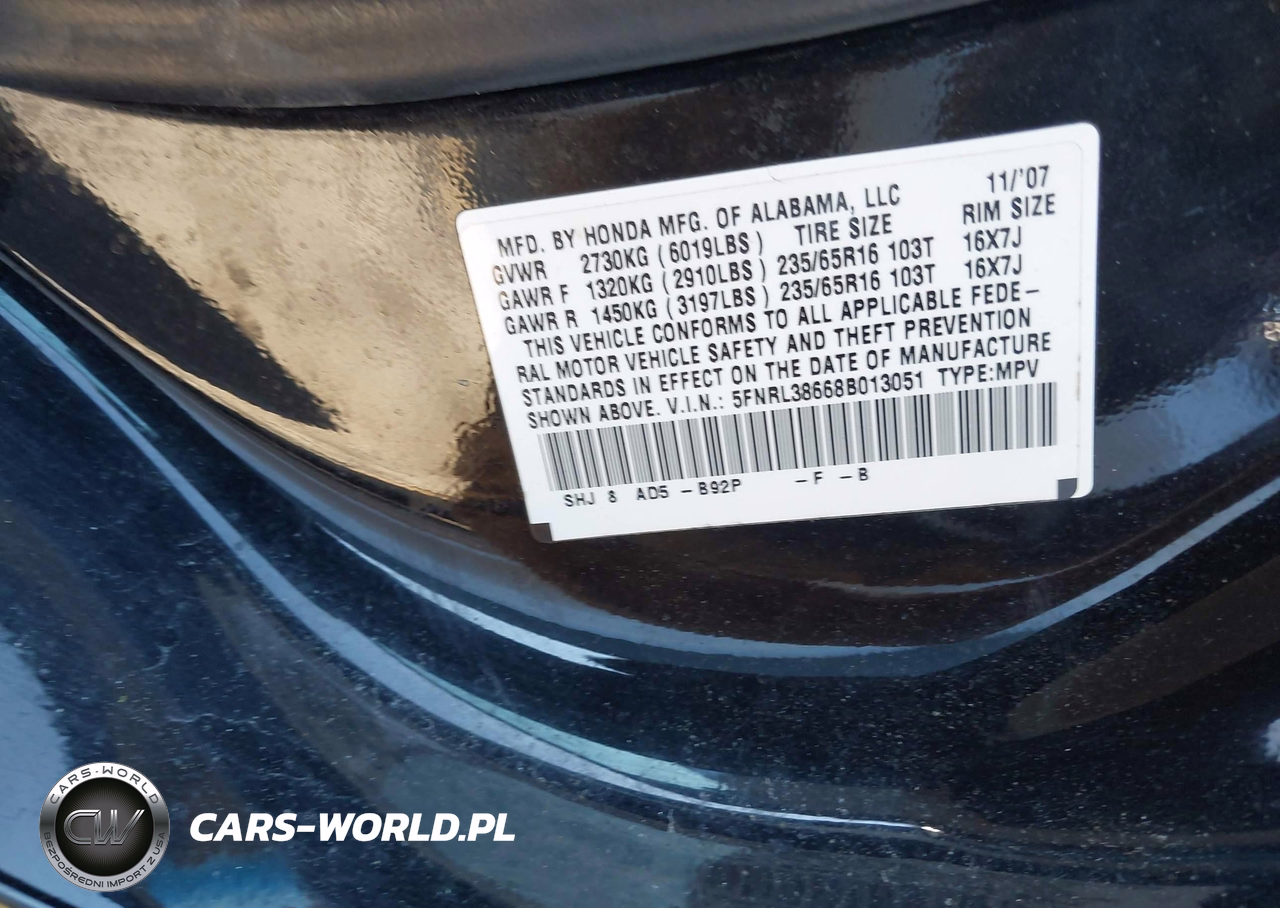 MFD. BY HONDA MFG. OF ALABAMA, LLC 11/'07
GVWR 2730KG (6019LBS) TIRE SIZE RIM SIZE
GAWR F 1320KG (2910LBS) 235/65R16 103T 16X7J
GAWR R 1450KG (3197LBS) 235/65R16 103T 16X7J
THIS VEHICLE CONFORMS TO ALL APPLICABLE FEDE-
RAL MOTOR VEHICLE SAFETY AND THEFT PREVENTION
STANDARDS IN EFFECT ON THE DATE OF MANUFACTURE
SHOWN ABOVE. V.I.N.: 5FNRL38668B013051 TYPE:MPV
SHJ 8 AD5 -B92P -F -B
CARS-WORLD
CW
BEZPOŚREDNI IMPORT Z USA
CARS-WORLD.PL